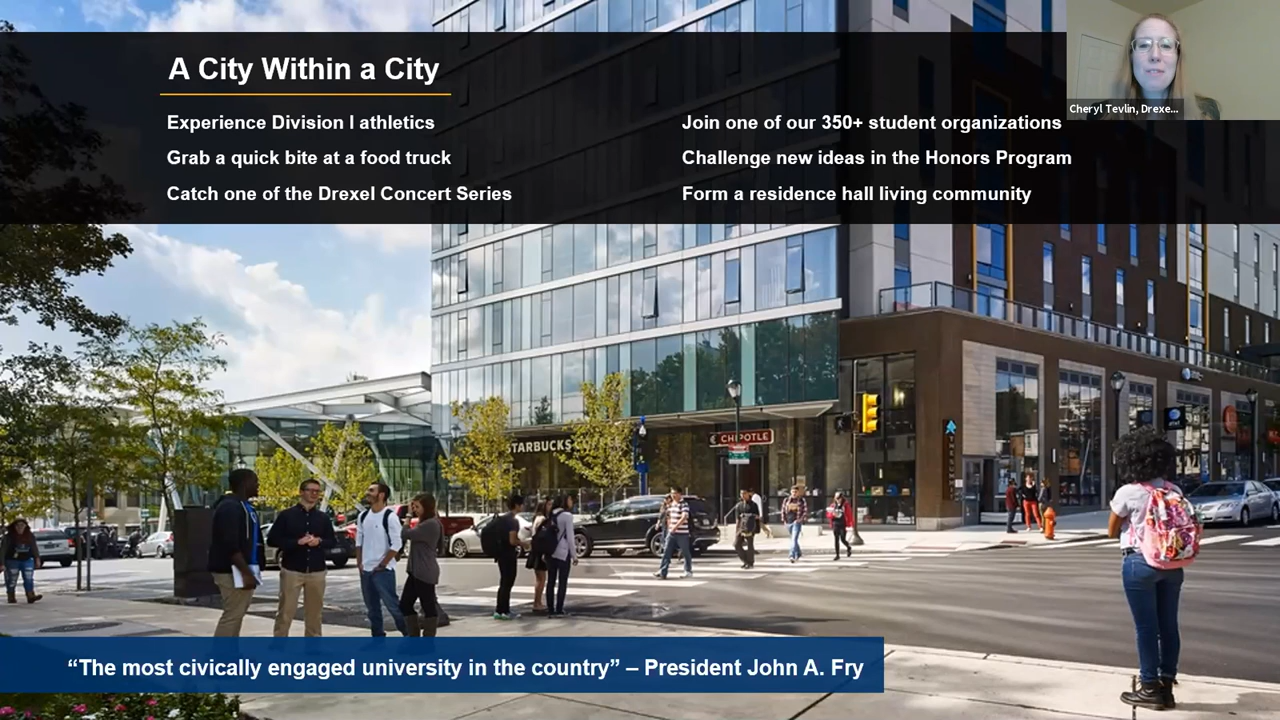 A City Within a City
Experience Division I athletics
Grab a quick bite at a food truck
Catch one of the Drexel Concert Series
Join one of our 350+ student organizations
Challenge new ideas in the Honors Program
Form a residence hall living community
Cheryl Tevlin, Drexe...
STARBUCKS
CHIPOTLE
THE SUMMIT
“The most civically engaged university in the country” – President John A. Fry